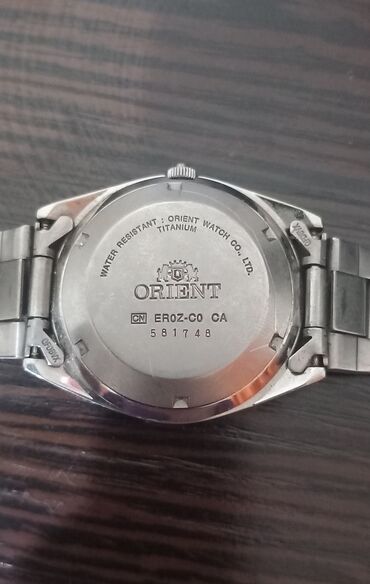 WATER RESISTANT : ORIENT WATCH CO., LTD.
TITANIUM
ORIENT
CN ER0Z-C0 CA
581748